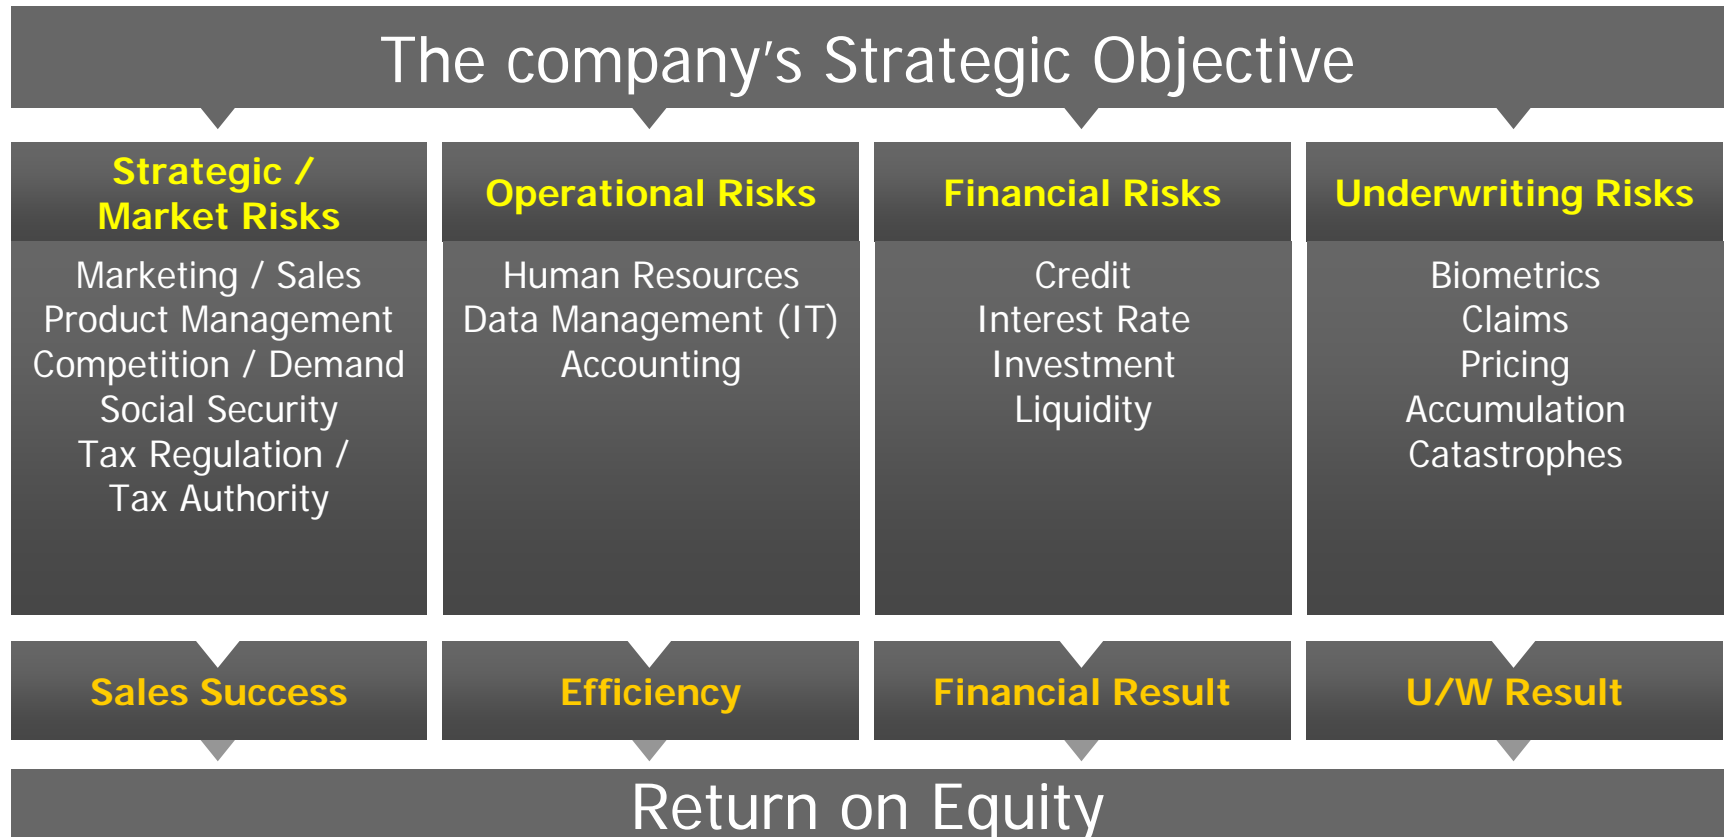 The company's Strategic Objective
Strategic /
Market Risks
Marketing / Sales
Product Management
Competition / Demand
Social Security
Tax Regulation /
Tax Authority
Sales Success
Operational Risks
Human Resources
Data Management (IT)
Accounting
Efficiency
Financial Risks
Credit
Interest Rate
Investment
Liquidity
Financial Result
Underwriting Risks
Biometrics
Claims
Pricing
Accumulation
Catastrophes
U/W Result
Return on Equity